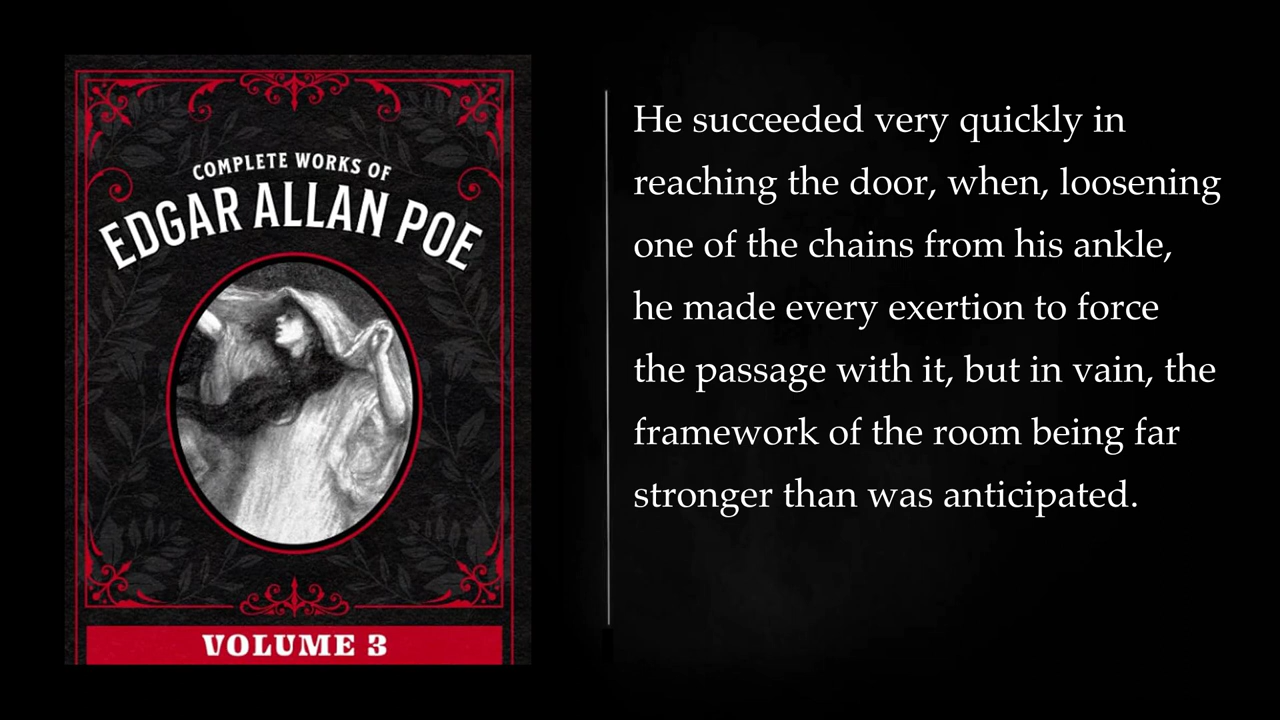 COMPLETE WORKS OF
EDGAR ALLAN POE
VOLUME 3
He succeeded very quickly in
reaching the door, when, loosening
one of the chains from his ankle,
he made every exertion to force
the passage with it, but in vain, the
framework of the room being far
stronger than was anticipated.